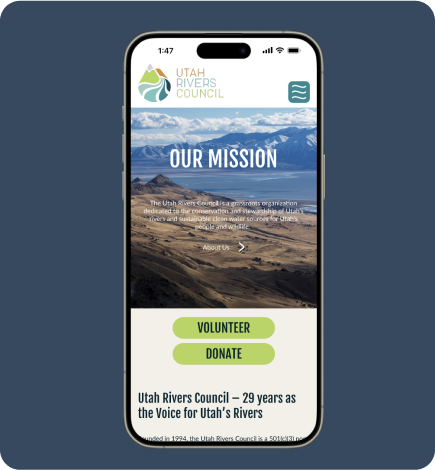 1:47
UTAH
RIVERS
COUNCIL
OUR MISSION
The Utah Rivers Council is a grassroots organization
dedicated to the conservation and stewardship of Utah's
rivers and sustainable clean water sources for Utah's
people and wildlife.
About Us
VOLUNTEER
DONATE
Utah Rivers Council – 29 years as
the Voice for Utah's Rivers
ounded in 1994, the Utah Rivers Council is a 501(c)(3) no